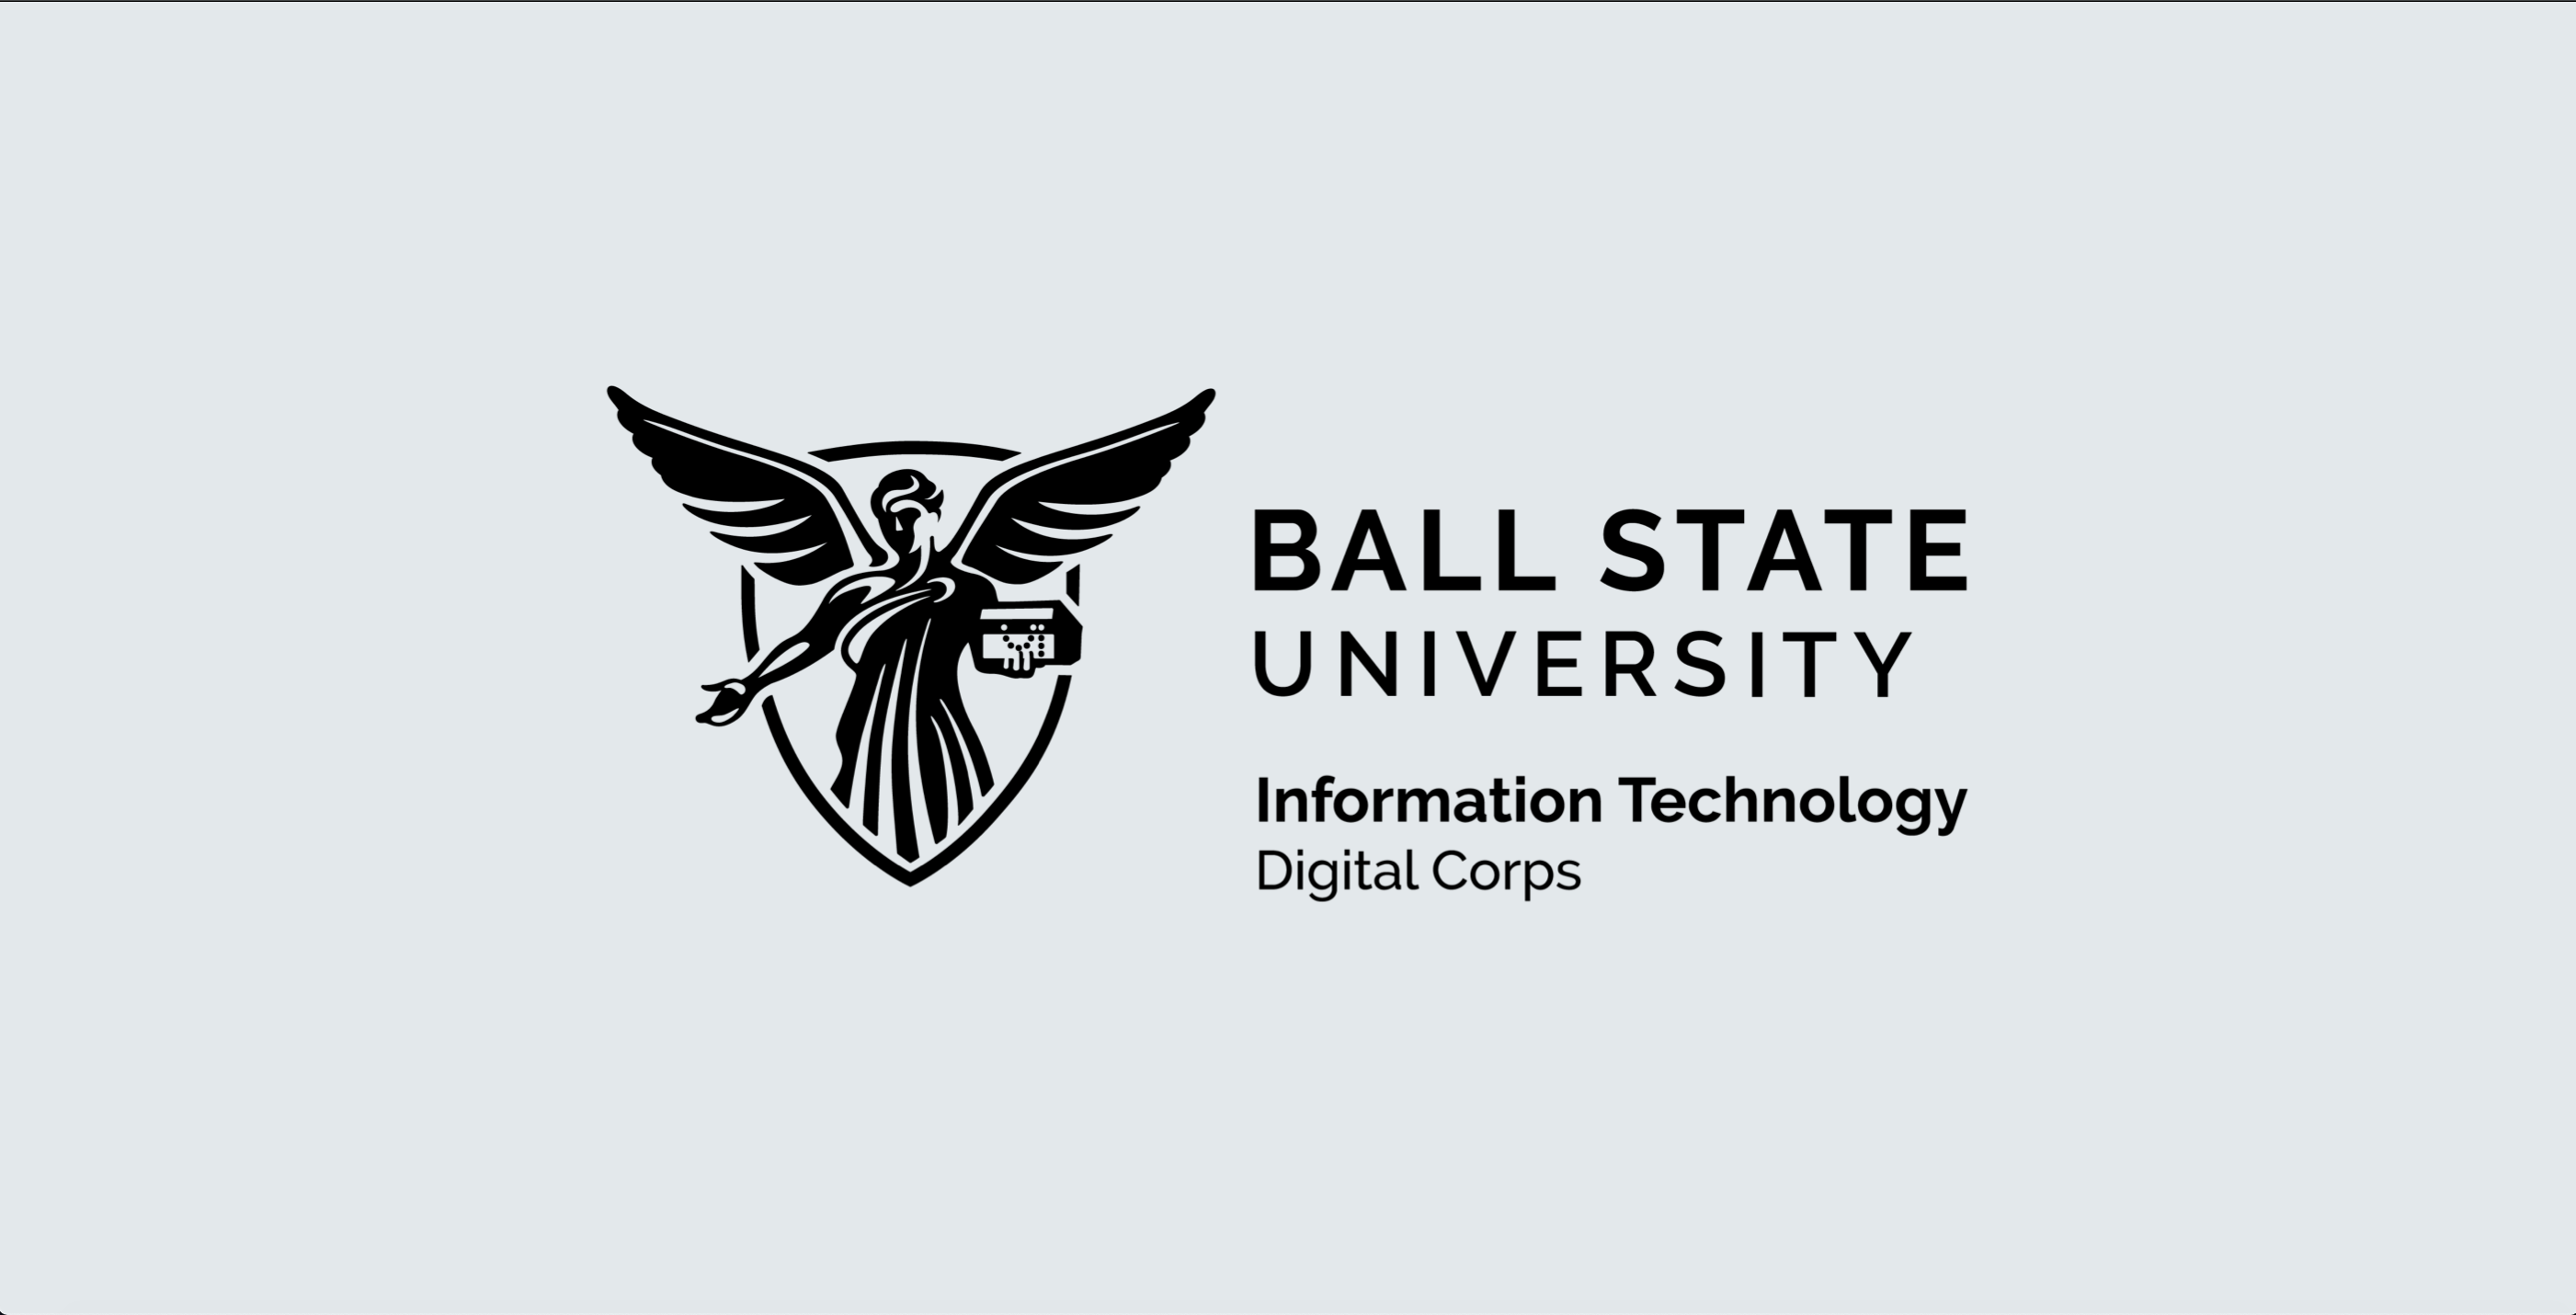 BALL STATE
UNIVERSITY
Information Technology
Digital Corps